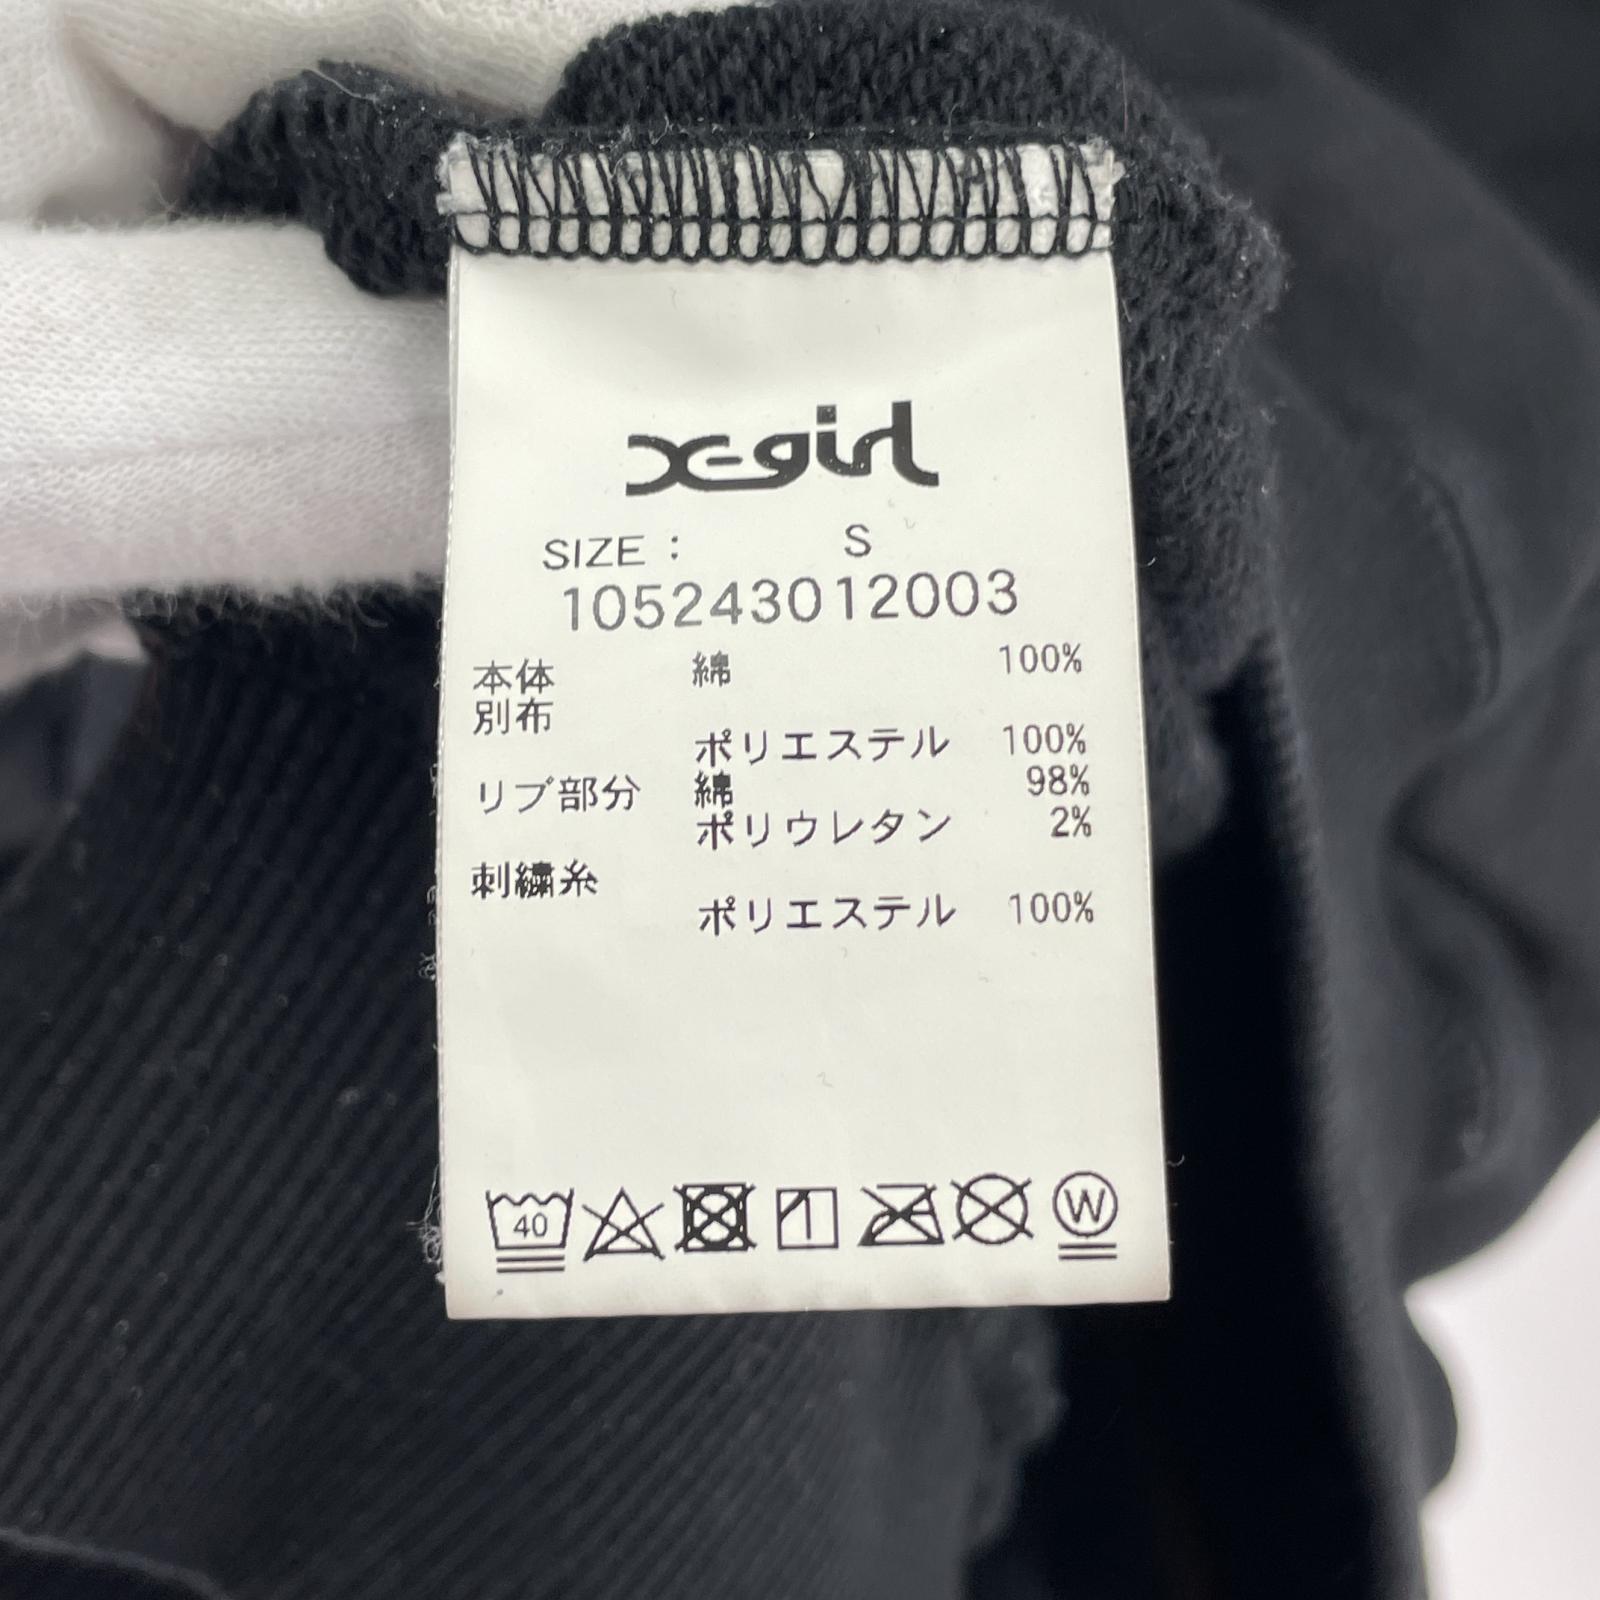 X-girl
SIZE : S
105243012003
本体 綿 100%
別布
ポリエステル 100%
リブ部分 綿 98%
ポリウレタン 2%
刺繍糸
ポリエステル 100%
40
W